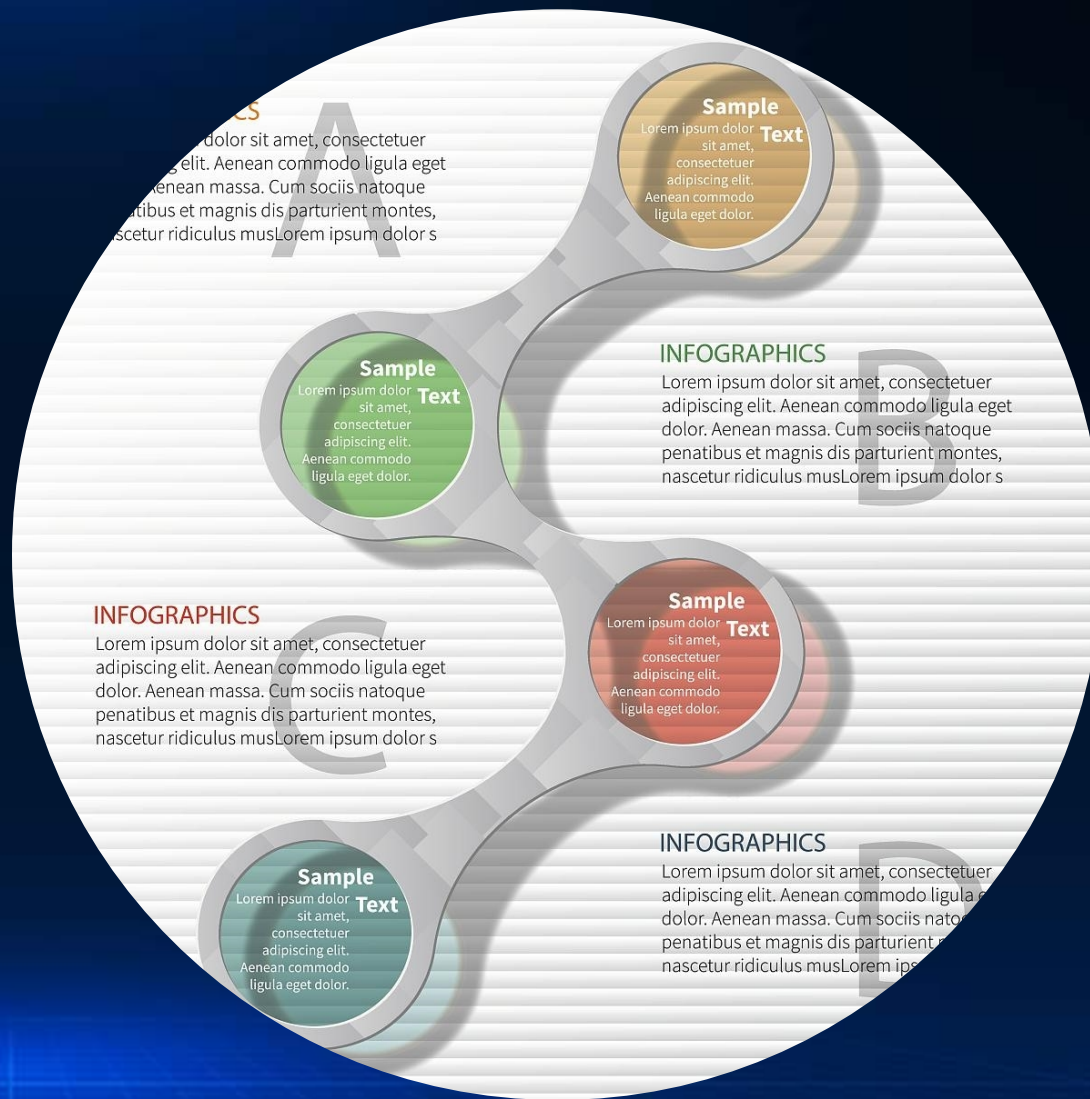 CS
A
dolor sit amet, consectetuer
elit. Aenean commodo ligula eget
Aenean massa. Cum sociis natoque
et magnis dis parturient montes,
ridiculus musLorem ipsum dolor s
Sample
Text
Lorem ipsum dolor
sit amet,
consectetuer
adipiscing elit.
Aenean commodo
ligula eget dolor.
Sample
Text
Lorem ipsum dolor
sit amet,
consectetuer
adipiscing elit.
Aenean commodo
ligula eget dolor.
INFOGRAPHICS
B
Lorem ipsum dolor sit amet, consectetuer
adipiscing elit. Aenean commodo ligula eget
dolor. Aenean massa. Cum sociis natoque
penatibus et magnis dis parturient montes,
nascetur ridiculus musLorem ipsum dolor s
INFOGRAPHICS
C
Lorem ipsum dolor sit amet, consectetuer
adipiscing elit. Aenean commodo ligula eget
dolor. Aenean massa. Cum sociis natoque
penatibus et magnis dis parturient montes,
nascetur ridiculus musLorem ipsum dolor s
Sample
Text
Lorem ipsum dolor
sit amet,
consectetuer
adipiscing elit.
Aenean commodo
ligula eget dolor.
Sample
Text
Lorem ipsum dolor
sit amet,
consectetuer
adipiscing elit.
Aenean commodo
ligula eget dolor.
INFOGRAPHICS
D
Lorem ipsum dolor sit amet, consectetuer
adipiscing elit. Aenean commodo ligula
dolor. Aenean massa. Cum sociis
penatibus et magnis dis parturient
nascetur ridiculus musLorem